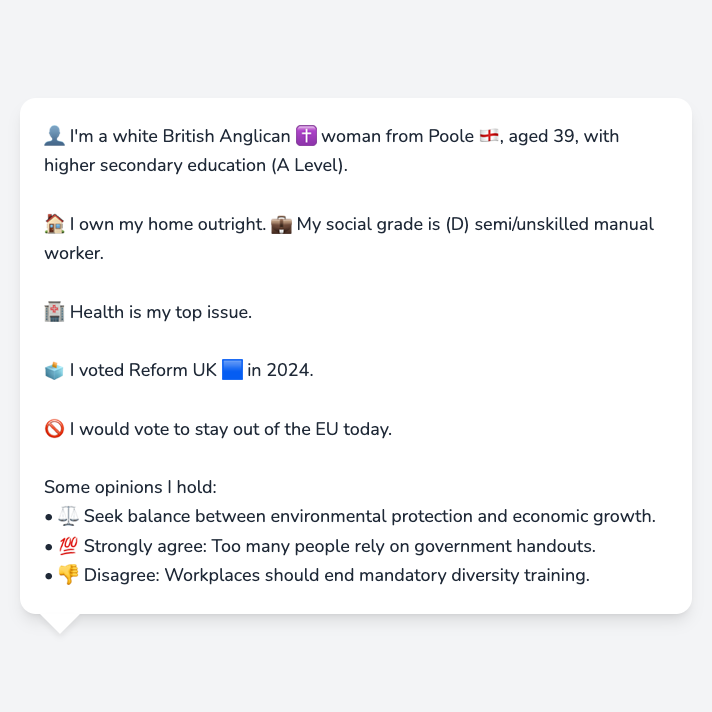 👤 I'm a white British Anglican ✝️ woman from Poole 🏴󠁧󠁢󠁥󠁮󠁧󠁿, aged 39, with
higher secondary education (A Level).
🏠 I own my home outright. 💼 My social grade is (D) semi/unskilled manual
worker.
🏥 Health is my top issue.
🗳️ I voted Reform UK 🟦 in 2024.
🚫 I would vote to stay out of the EU today.
Some opinions I hold:
• ⚖️ Seek balance between environmental protection and economic growth.
• 💯 Strongly agree: Too many people rely on government handouts.
• 👎 Disagree: Workplaces should end mandatory diversity training.